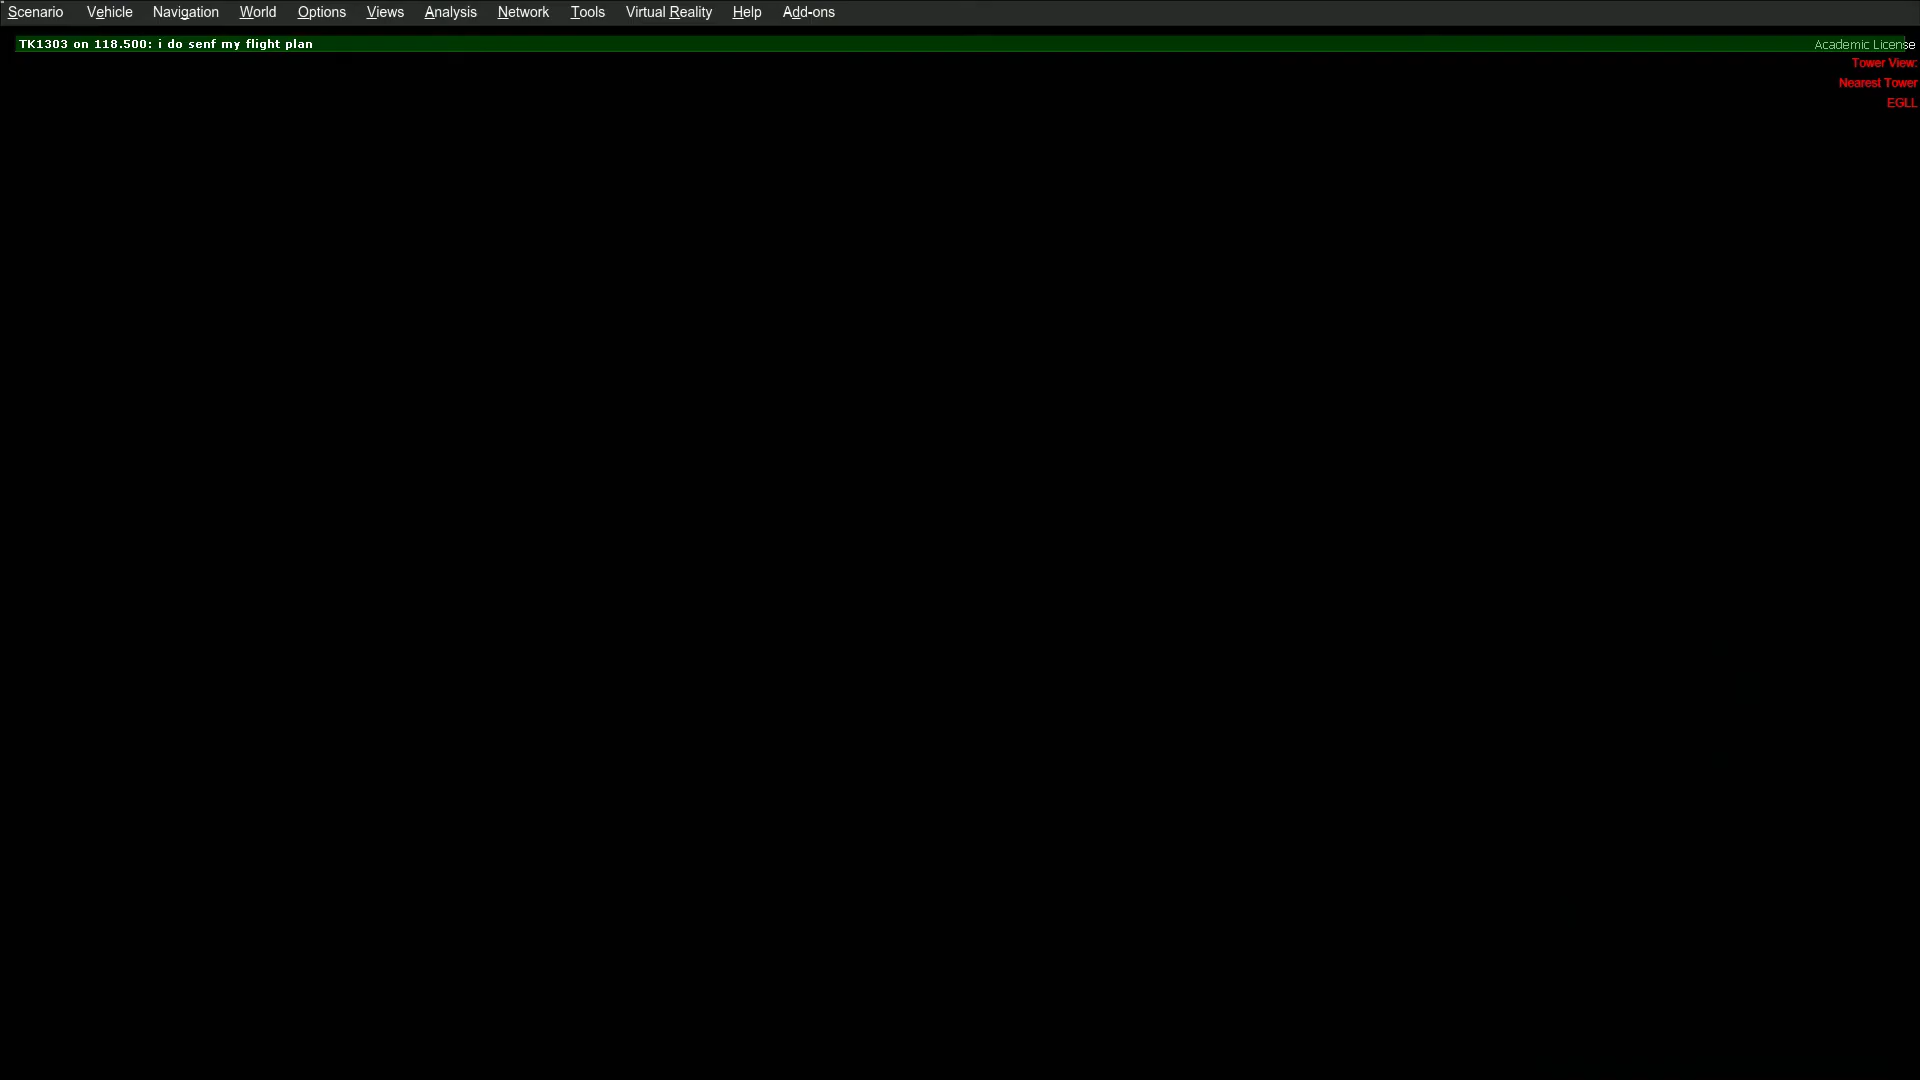 Scenario Vehicle Navigation World Options Views Analysis Network Tools Virtual Reality Help Add-ons
TK1303 on 118.500: i do senf my flight plan
Academic License
Tower View:
Nearest Tower
EGLL